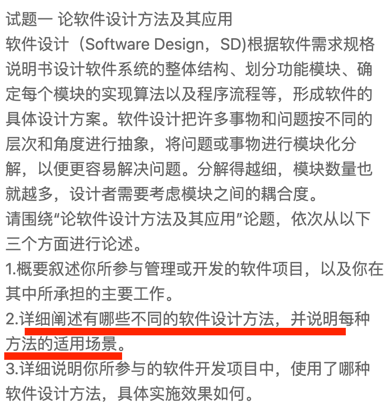 试题一 论软件设计方法及其应用
软件设计（Software Design，SD)根据软件需求规格
说明书设计软件系统的整体结构、划分功能模块、确
定每个模块的实现算法以及程序流程等，形成软件的
具体设计方案。软件设计把许多事物和问题按不同的
层次和角度进行抽象，将问题或事物进行模块化分
解，以便更容易解决问题。分解得越细，模块数量也
就越多，设计者需要考虑模块之间的耦合度。
请围绕“论软件设计方法及其应用”论题，依次从以下
三个方面进行论述。
1.概要叙述你所参与管理或开发的软件项目，以及你在
其中所承担的主要工作。
2.详细阐述有哪些不同的软件设计方法，并说明每种
方法的适用场景。
3.详细说明你所参与的软件开发项目中，使用了哪种
软件设计方法，具体实施效果如何。